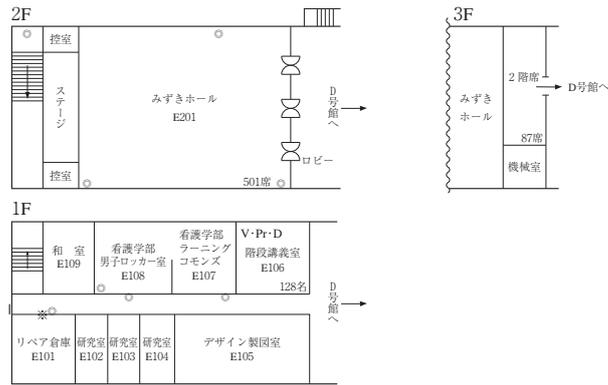 2F
3F
控室
ステージ
控室
みずきホール
E201
501席
ロビー
D号館へ
みずき
ホール
2階席
87席
機械室
D号館へ
1F
和 室
E109
看護学部
男子ロッカー室
E108
看護学部
ラーニング
コモンズ
E107
V・Pr・D
階段講義室
E106
128名
D号館へ
※
リペア倉庫
E101
研究室
E102
研究室
E103
研究室
E104
デザイン製図室
E105